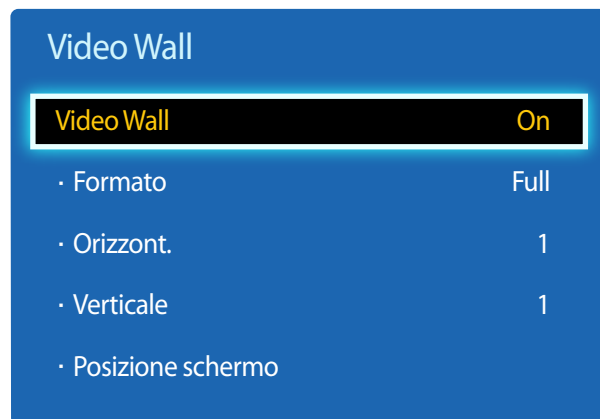 Video Wall
Video Wall On
· Formato Full
· Orizzont. 1
· Verticale 1
· Posizione schermo